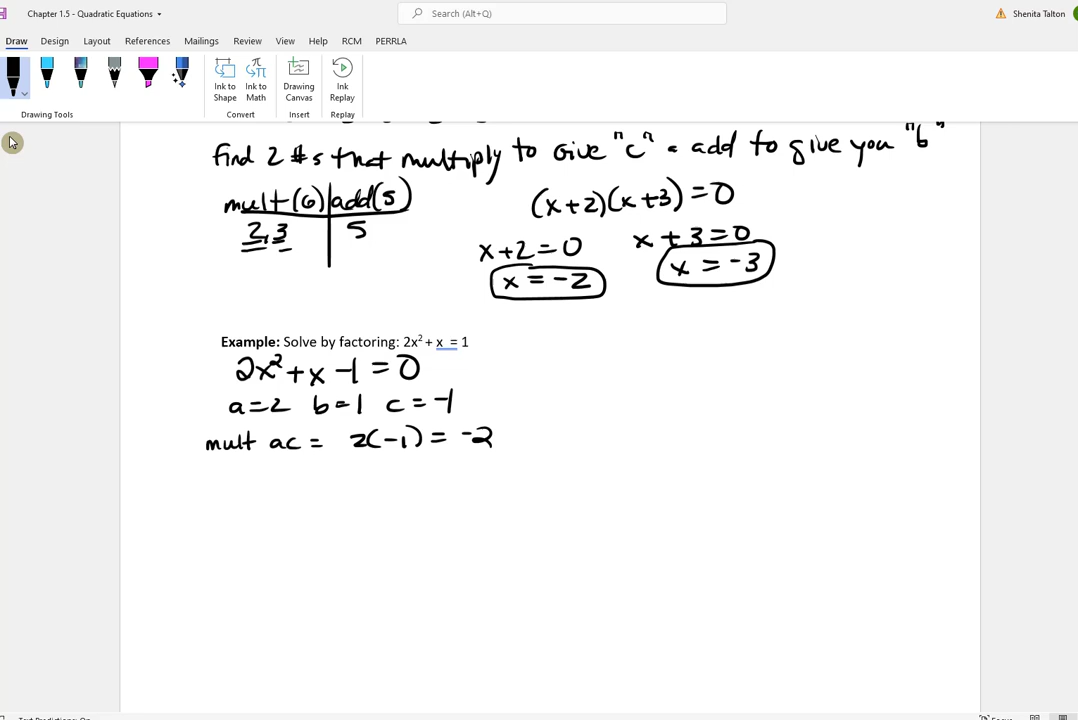 Chapter 1.5 - Quadratic Equations
Search (Alt+Q)
Shenita Talton
Draw Design Layout References Mailings Review View Help RCM PERRLA
Ink to Shape
Ink to Math
Drawing Canvas
Ink Replay
Drawing Tools Convert Insert Replay
find 2 #s that multiply to give "c" & add to give you "b"
mult (6) | add (5)
2, 3 | 5
(x+2)(x+3) = 0
x+2=0 x+3=0
x = -2 x = -3
Example: Solve by factoring: 2x² + x = 1
2x² + x - 1 = 0
a=2 b=1 c=-1
mult ac = 2(-1) = -2